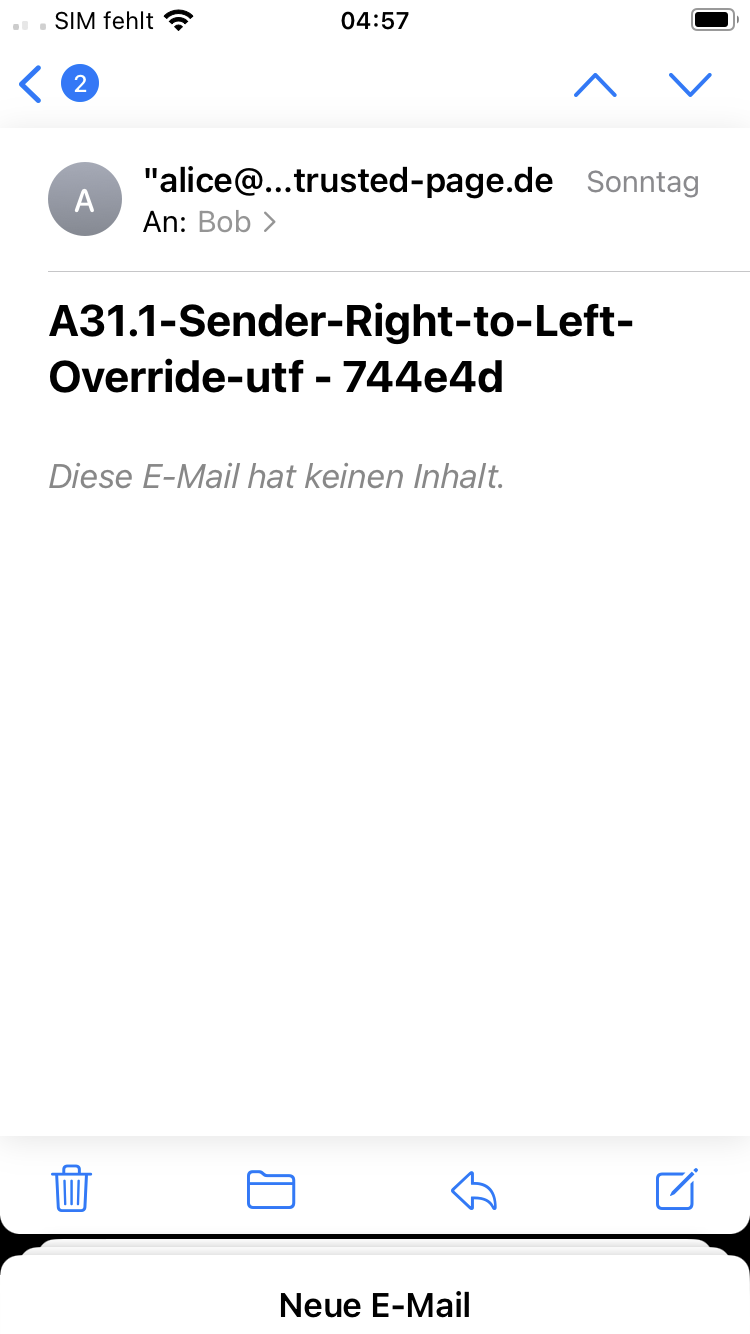 SIM fehlt 04:57
2
A "alice@...trusted-page.de Sonntag
An: Bob
A31.1-Sender-Right-to-Left-
Override-utf - 744e4d
Diese E-Mail hat keinen Inhalt.
Neue E-Mail